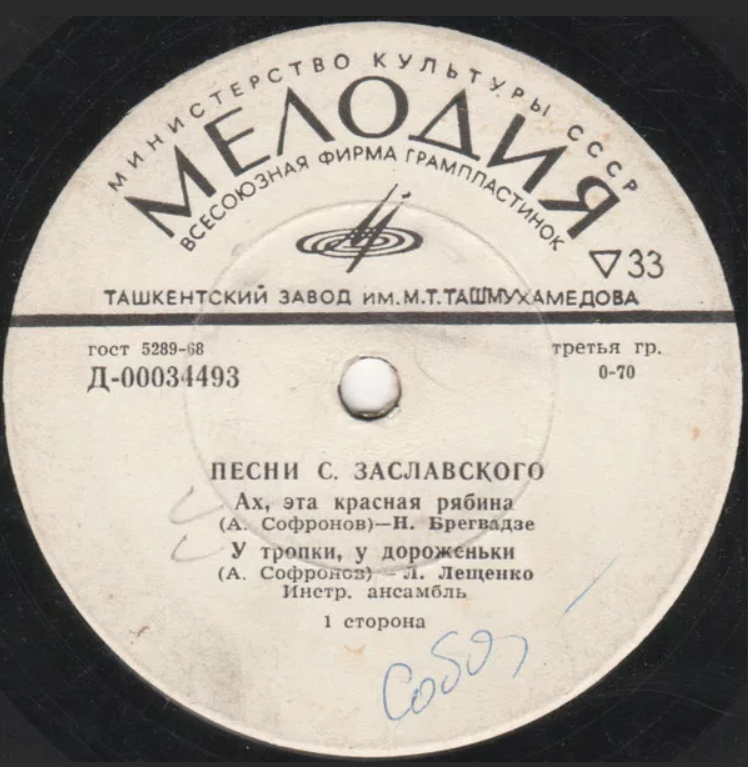 МИНИСТЕРСТВО КУЛЬТУРЫ СССР
МЕЛОДИЯ
ВСЕСОЮЗНАЯ ФИРМА ГРАМПЛАСТИНОК
▽33
ТАШКЕНТСКИЙ ЗАВОД ИМ. М.Т.ТАШМУХАМЕДОВА
гост 5289-68
третья гр.
Д-00034493
0-70
ПЕСНИ С. ЗАСЛАВСКОГО
Ах, эта красная рябина
(А. Софронов)—Н. Брегвадзе
У тропки, у дороженьки
(А. Софронов) — Л. Лещенко
Инстр. ансамбль
1 сторона